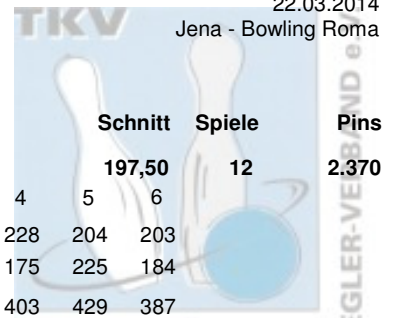 22.03.2014
TKV
Jena - Bowling Roma
Schnitt Spiele Pins
197,50 12 2.370
4 5 6
228 204 203
175 225 184
403 429 387